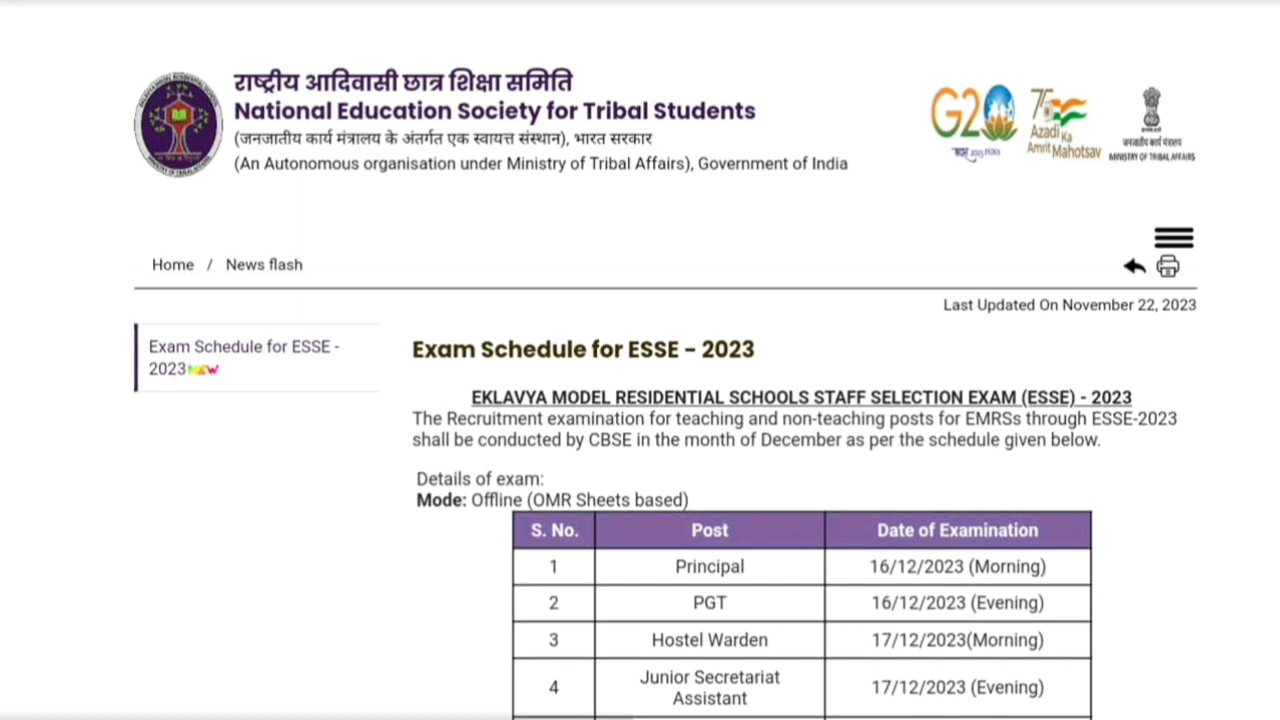 राष्ट्रीय आदिवासी छात्र शिक्षा समिति
National Education Society for Tribal Students
(जनजातीय कार्य मंत्रालय के अंतर्गत एक स्वायत्त संस्थान), भारत सरकार
(An Autonomous organisation under Ministry of Tribal Affairs), Government of India
G20
75
Azadi Ka
Amrit Mahotsav
जनजातीय कार्य मंत्रालय
MINISTRY OF TRIBAL AFFAIRS
Home / News flash
Last Updated On November 22, 2023
Exam Schedule for ESSE -
2023 NEW
Exam Schedule for ESSE - 2023
EKLAVYA MODEL RESIDENTIAL SCHOOLS STAFF SELECTION EXAM (ESSE) - 2023
The Recruitment examination for teaching and non-teaching posts for EMRSs through ESSE-2023
shall be conducted by CBSE in the month of December as per the schedule given below.
Details of exam:
Mode: Offline (OMR Sheets based)
S. No. Post Date of Examination
1 Principal 16/12/2023 (Morning)
2 PGT 16/12/2023 (Evening)
3 Hostel Warden 17/12/2023(Morning)
4 Junior Secretariat Assistant 17/12/2023 (Evening)